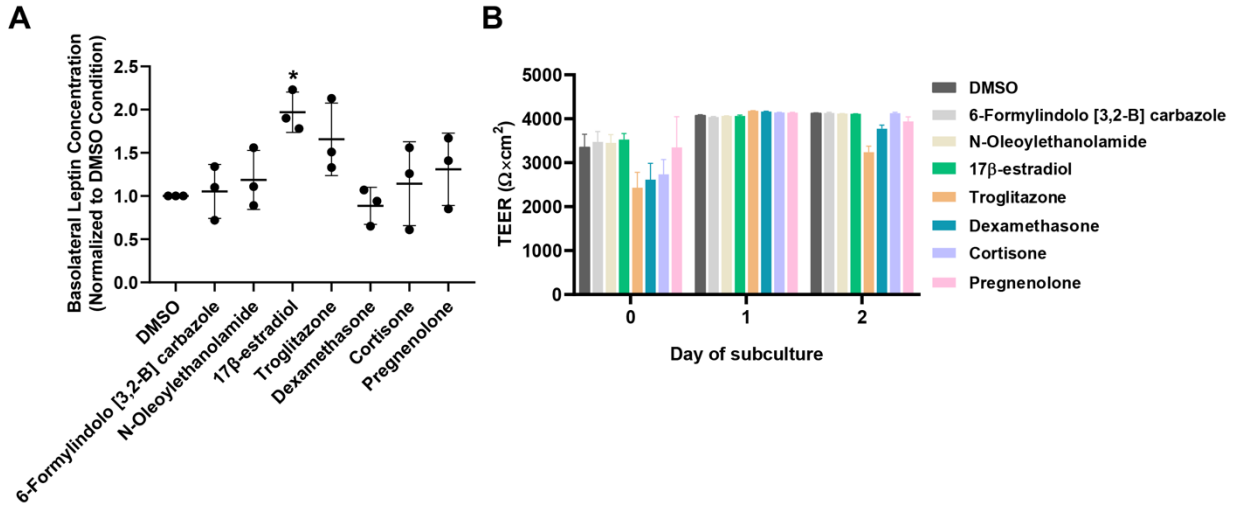 A
Basolateral Leptin Concentration
(Normalized to DMSO Condition)
2.5
2.0
1.5
1.0
0.5
0.0
*
DMSO
6-Formylindolo [3,2-B] carbazole
N-Oleoylethanolamide
17β-estradiol
Troglitazone
Dexamethasone
Cortisone
Pregnenolone
B
TEER (Ω×cm²)
5000
4000
3000
2000
1000
0
0
1
2
Day of subculture
DMSO
6-Formylindolo [3,2-B] carbazole
N-Oleoylethanolamide
17β-estradiol
Troglitazone
Dexamethasone
Cortisone
Pregnenolone